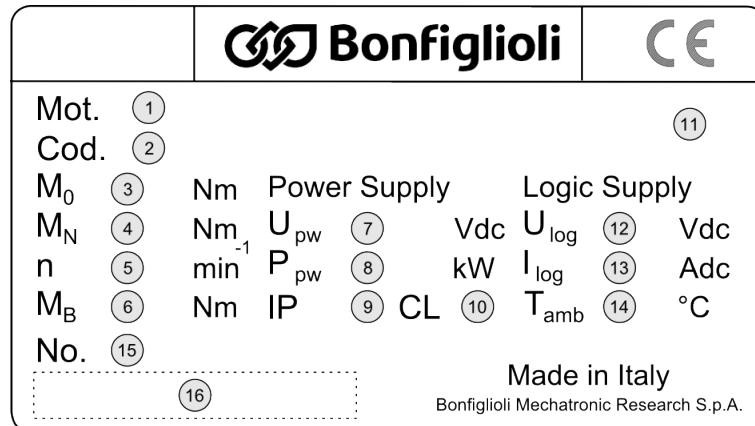 Bonfiglioli CE
Mot. 1 11
Cod. 2
M0 3 Nm Power Supply Logic Supply
MN 4 Nm Upw 7 Vdc Ulog 12 Vdc
n 5 min-1 Ppw 8 kW Ilog 13 Adc
MB 6 Nm IP 9 CL 10 Tamb 14 °C
No. 15
16
Made in Italy
Bonfiglioli Mechatronic Research S.p.A.